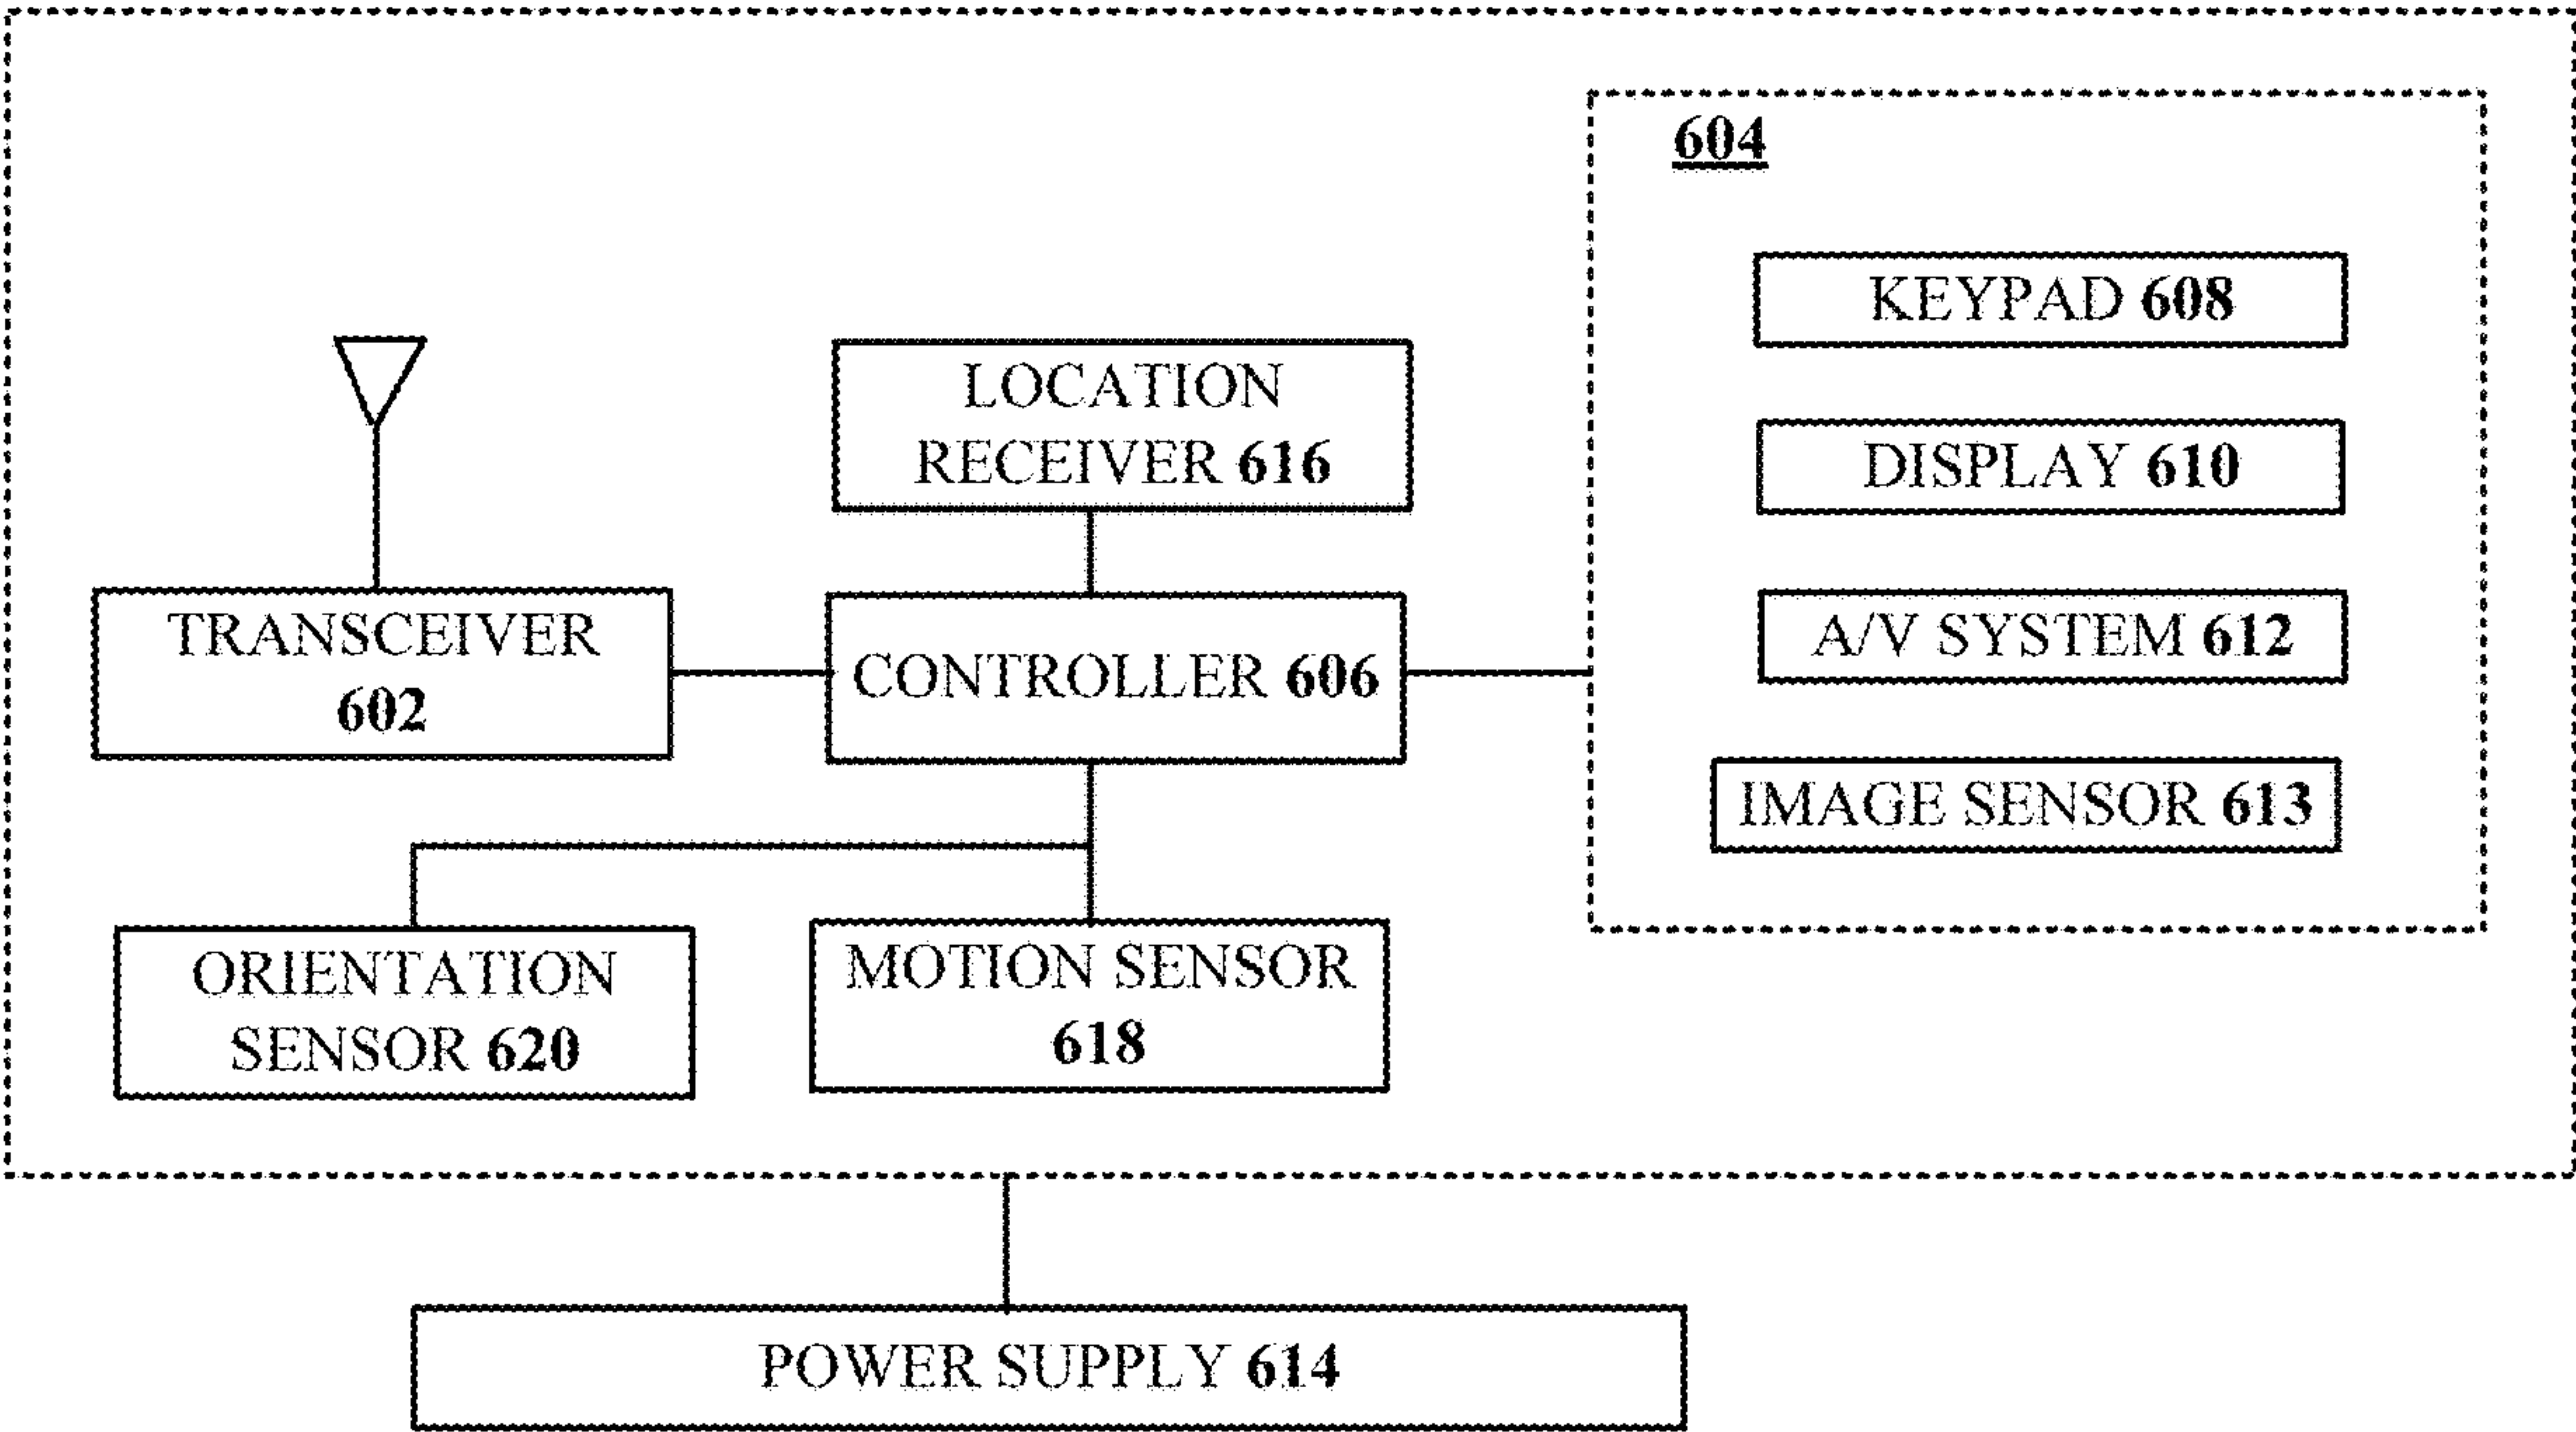 604
KEYPAD 608
LOCATION
RECEIVER 616
DISPLAY 610
TRANSCEIVER
602
CONTROLLER 606
A/V SYSTEM 612
IMAGE SENSOR 613
ORIENTATION
SENSOR 620
MOTION SENSOR
618
POWER SUPPLY 614